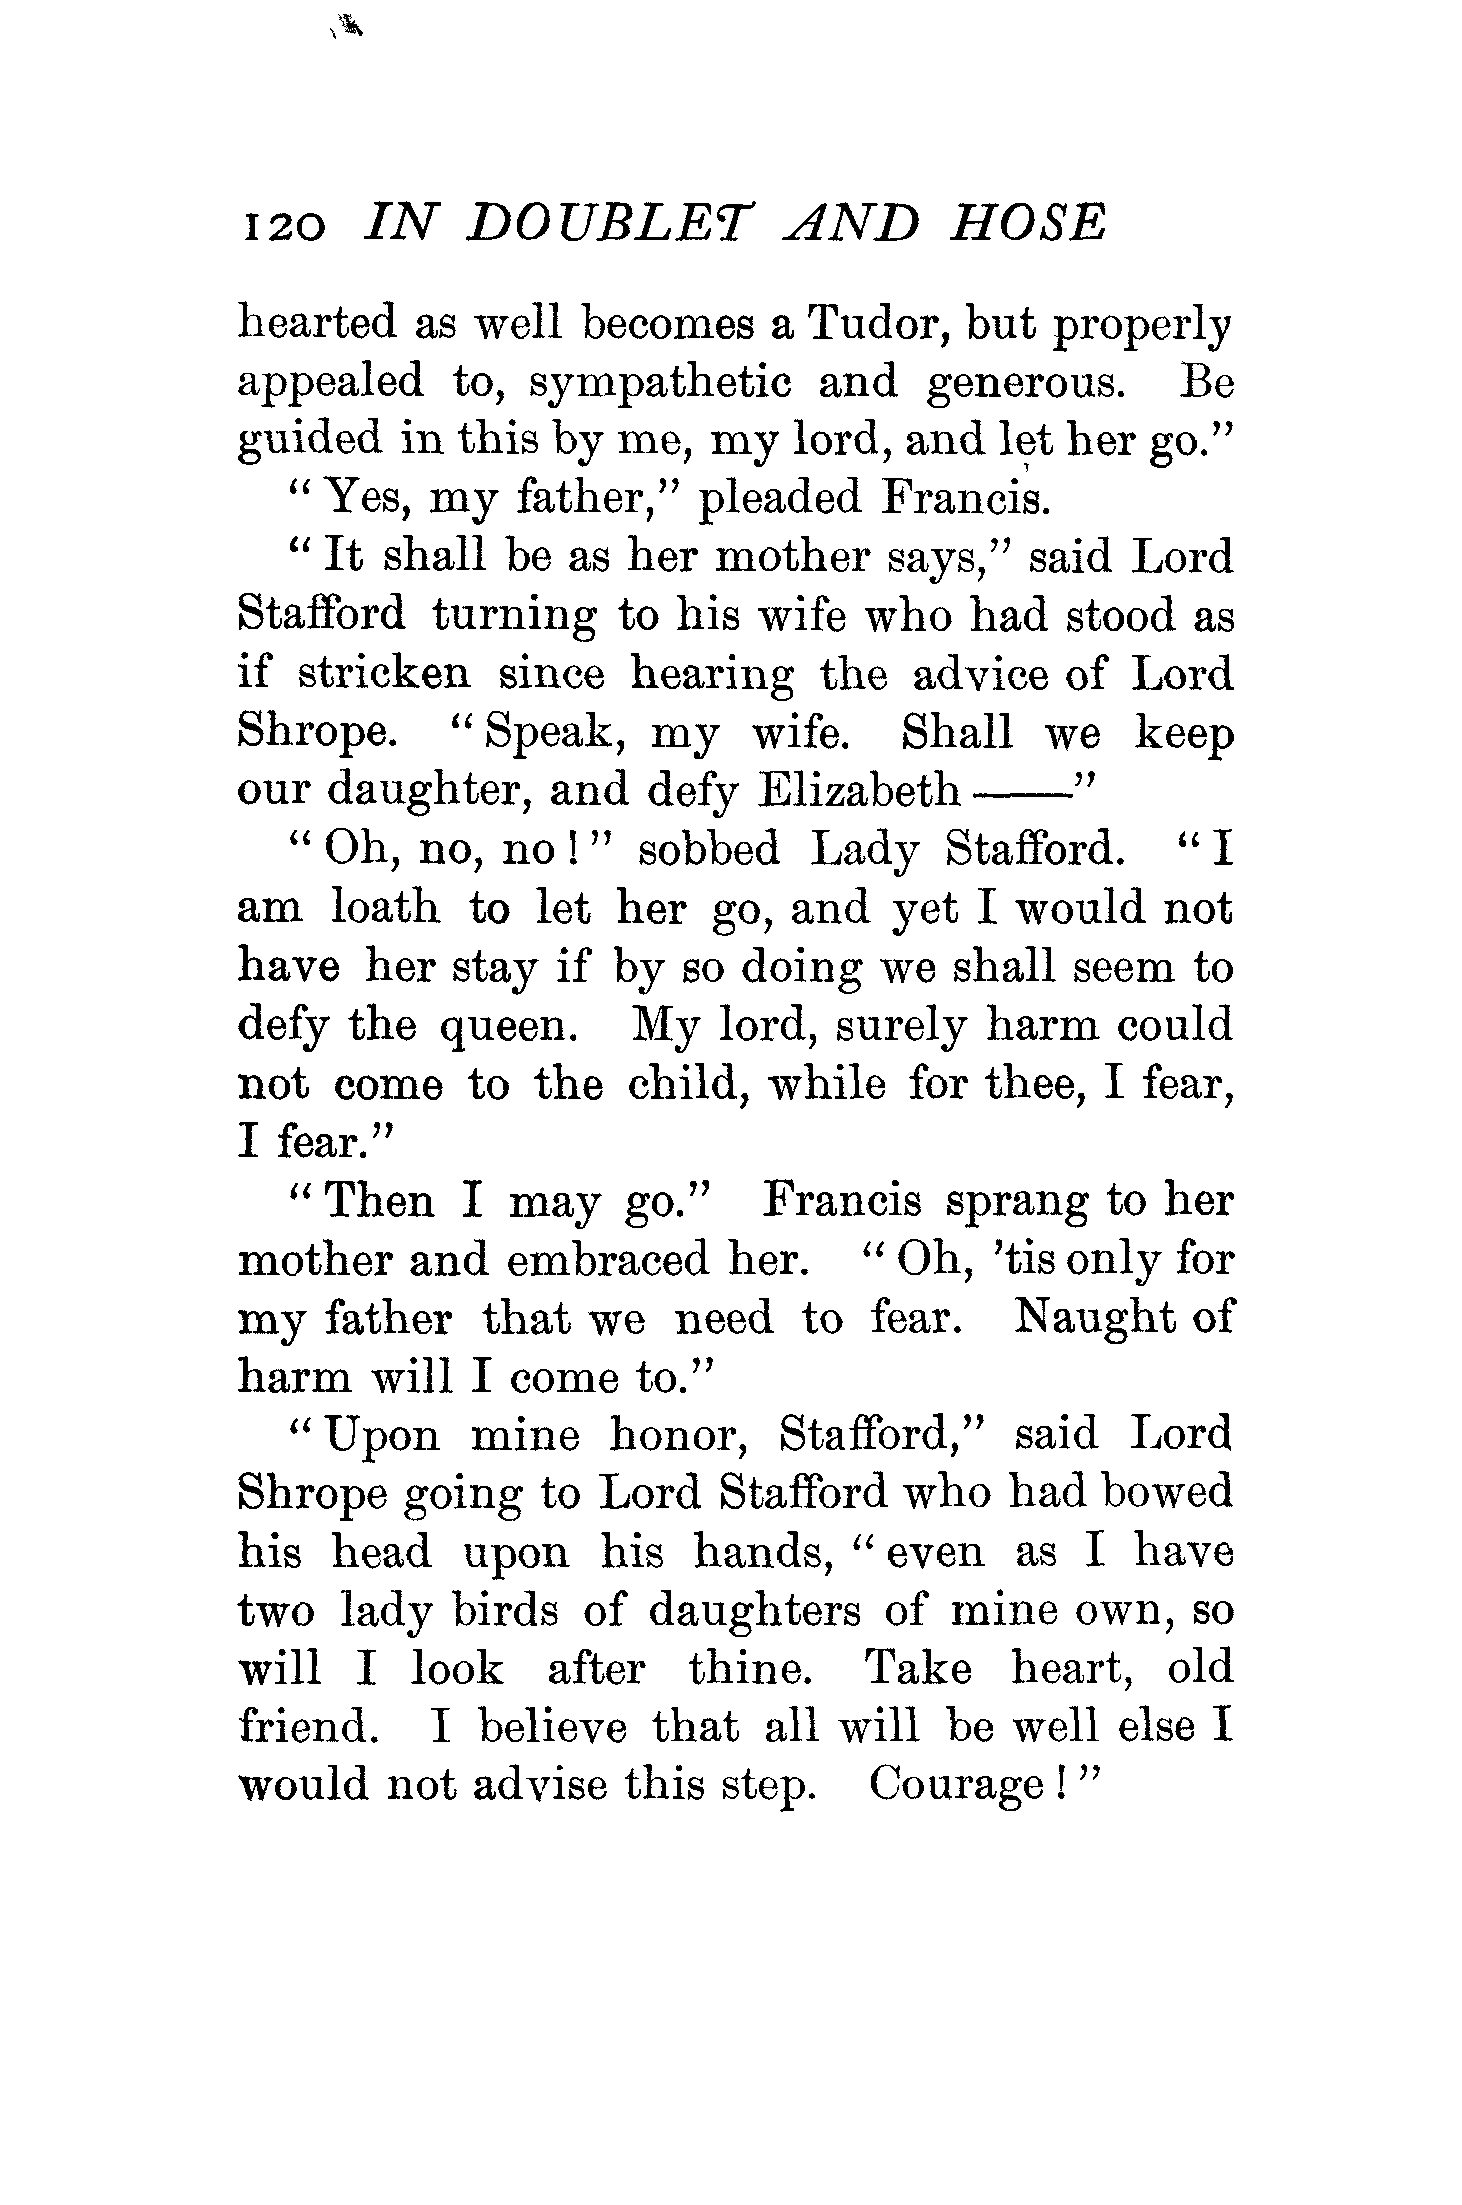 120 IN DOUBLET AND HOSE
hearted as well becomes a Tudor, but properly
appealed to, sympathetic and generous. Be
guided in this by me, my lord, and let her go.”
“Yes, my father,” pleaded Francis.
“It shall be as her mother says,” said Lord
Stafford turning to his wife who had stood as
if stricken since hearing the advice of Lord
Shrope. “Speak, my wife. Shall we keep
our daughter, and defy Elizabeth ——”
“Oh, no, no!” sobbed Lady Stafford. “I
am loath to let her go, and yet I would not
have her stay if by so doing we shall seem to
defy the queen. My lord, surely harm could
not come to the child, while for thee, I fear,
I fear.”
“Then I may go.” Francis sprang to her
mother and embraced her. “Oh, ’tis only for
my father that we need to fear. Naught of
harm will I come to.”
“Upon mine honor, Stafford,” said Lord
Shrope going to Lord Stafford who had bowed
his head upon his hands, “even as I have
two lady birds of daughters of mine own, so
will I look after thine. Take heart, old
friend. I believe that all will be well else I
would not advise this step. Courage!”